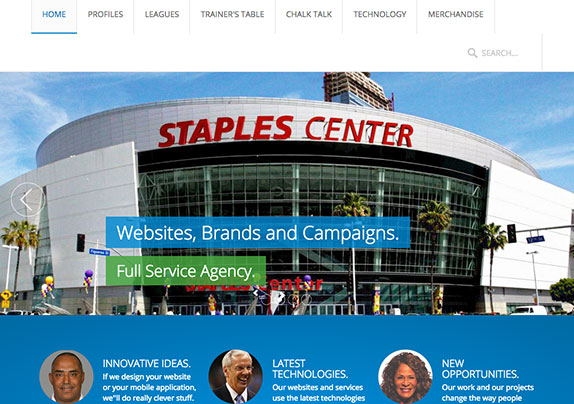 HOME PROFILES LEAGUES TRAINER'S TABLE CHALK TALK TECHNOLOGY MERCHANDISE
SEARCH...
STAPLES CENTER
Websites, Brands and Campaigns.
Full Service Agency.
STAPLES Center
INNOVATIVE IDEAS.
If we design your website
or your mobile application,
we"ll do really clever stuff.
LATEST
TECHNOLOGIES.
Our websites and services
use the latest technologies
NEW
OPPORTUNITIES.
Our work and our projects
change the way people